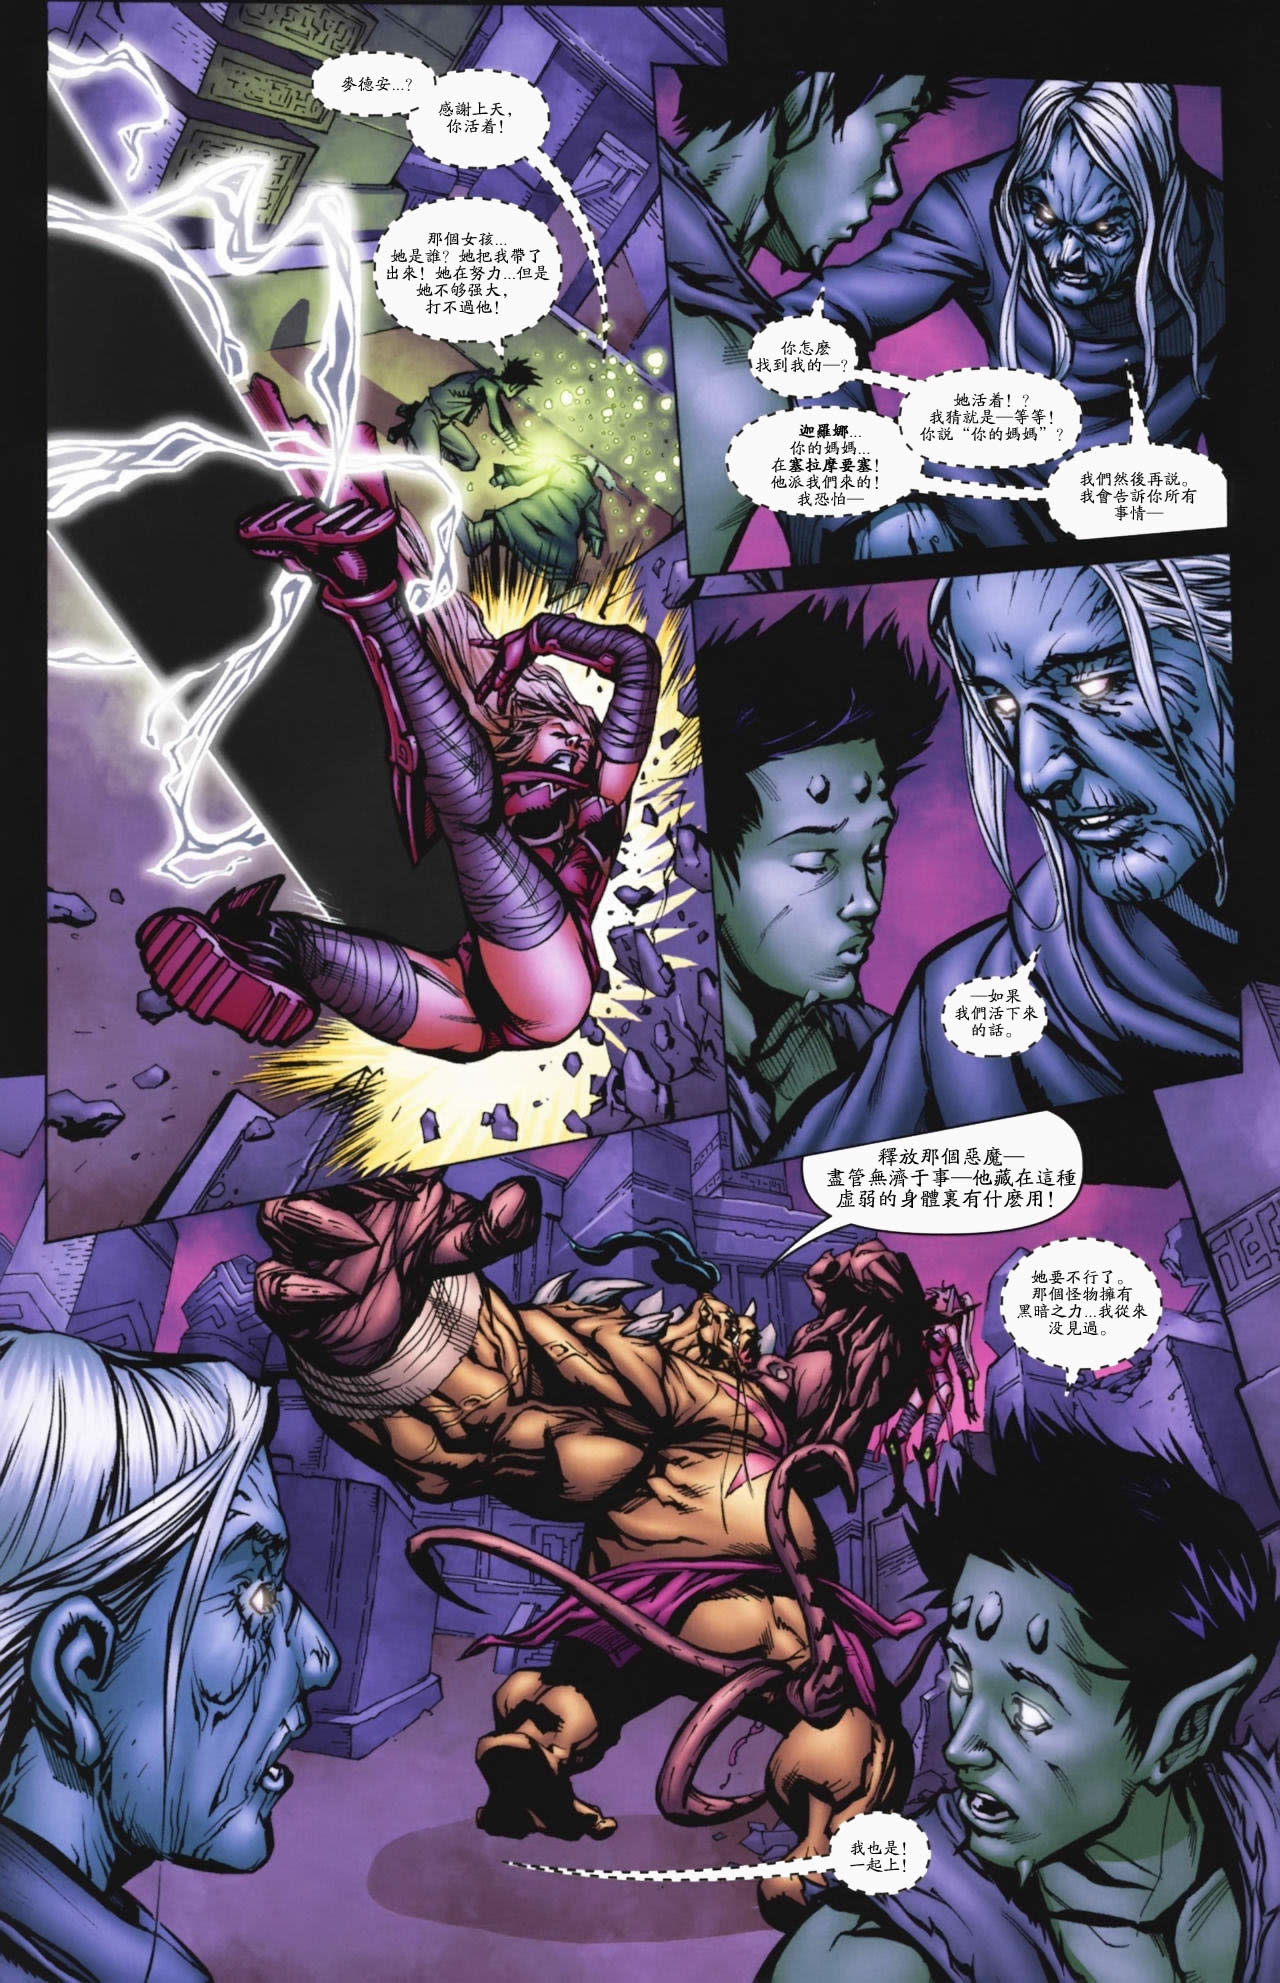 麥德安...?
感謝上天，
你活着！
那個女孩...
她是誰？她把我帶了
出來！她在努力...但是
她不够强大，
打不過他！
你怎麽
找到我的—？
她活着！？
我猜就是—等等！
你説“你的媽媽”？
迦羅娜...
你的媽媽...
在塞拉摩要塞！
他派我們來的！
我恐怕—
我們然後再説。
我會告訴你所有
事情—
—如果
我們活下來
的話。
釋放那個惡魔—
盡管無濟于事—他藏在這種
虚弱的身體裏有什麽用！
她要不行了。
那個怪物擁有
黑暗之力...我從來
没見過。
我也是！
一起上！